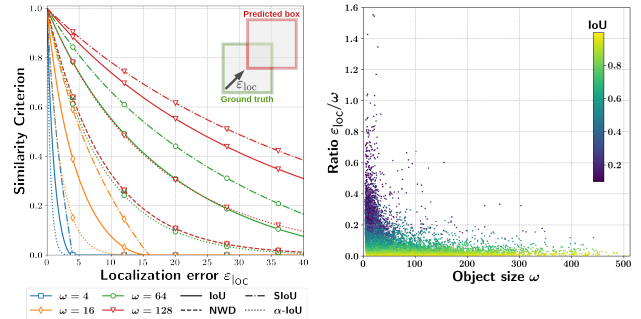 1.0
0.8
0.6
0.4
0.2
0.0
Similarity Criterion
Predicted box
ε_loc
Ground truth
0 5 10 15 20 25 30 35 40
Localization error ε_loc
ω = 4 ω = 64 IoU SIoU
ω = 16 ω = 128 NWD α-IoU
1.6
1.4
1.2
1.0
0.8
0.6
0.4
0.2
0.0
Ratio ε_loc/ω
IoU
0.8
0.6
0.4
0.2
0 100 200 300 400 500
Object size ω